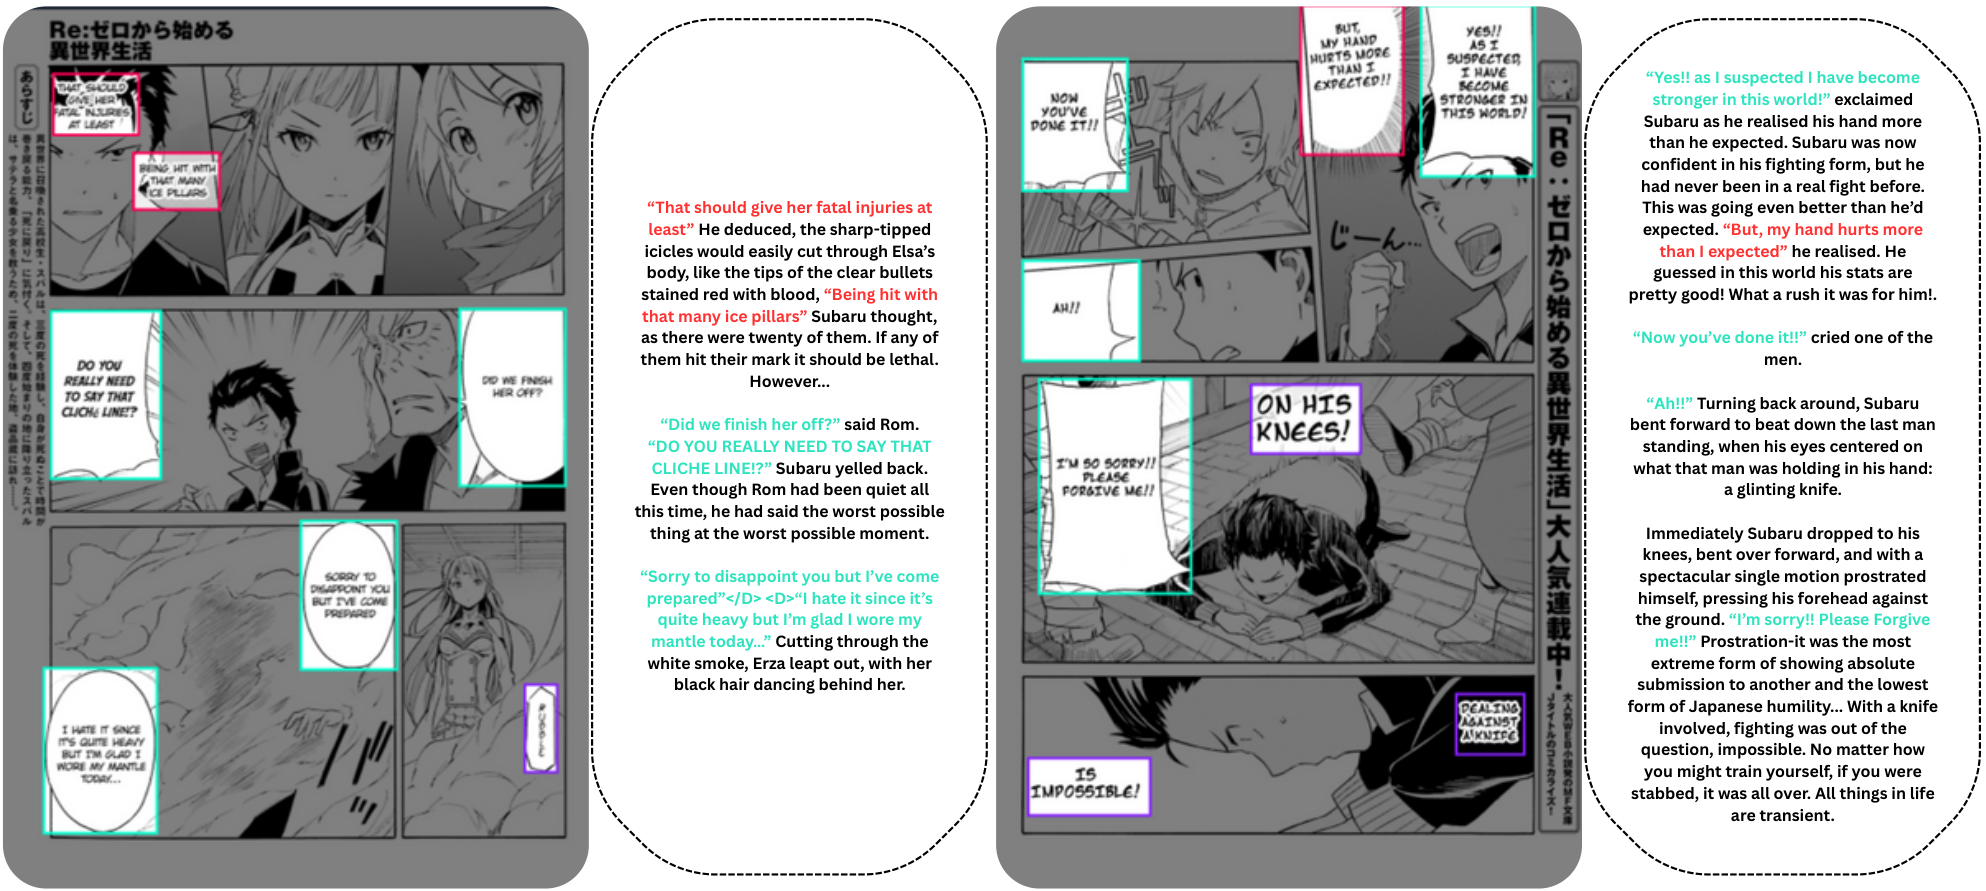 Re:ゼロから始める
異世界生活
あらすじ
THAT SHOULD
GIVE HER
FATAL INJURIES
AT LEAST
BEING HIT WITH
THAT MANY
ICE PILLARS
DID WE FINISH
HER OFF?
DO YOU
REALLY NEED
TO SAY THAT
CLICHé LINE!?
SORRY TO
DISAPPOINT YOU
BUT I'VE COME
PREPARED
I HATE IT SINCE
IT'S QUITE HEAVY
BUT I'M GLAD I
WORE MY MANTLE
TODAY...
“That should give her fatal injuries at
least” He deduced, the sharp-tipped
icicles would easily cut through Elsa’s
body, like the tips of the clear bullets
stained red with blood, “Being hit with
that many ice pillars” Subaru thought,
as there were twenty of them. If any of
them hit their mark it should be lethal.
However...
“Did we finish her off?” said Rom.
“DO YOU REALLY NEED TO SAY THAT
CLICHE LINE!?” Subaru yelled back.
Even though Rom had been quiet all
this time, he had said the worst possible
thing at the worst possible moment.
“Sorry to disappoint you but I’ve come
prepared”</D> <D>“I hate it since it’s
quite heavy but I’m glad I wore my
mantle today...” Cutting through the
white smoke, Erza leapt out, with her
black hair dancing behind her.
YES!!
AS I
SUSPECTED,
I HAVE
BECOME
STRONGER IN
THIS WORLD!
BUT,
MY HAND
HURTS MORE
THAN I
EXPECTED!!
じーん...
NOW
YOU'VE
DONE IT!!
AH!!
ON HIS
KNEES!
I'M SO SORRY!!
PLEASE
FORGIVE ME!!
DEALING
AGAINST
A KNIFE
IS
IMPOSSIBLE!
「Re:ゼロから始める異世界生活」大人気連載中!
“Yes!! as I suspected I have become
stronger in this world!” exclaimed
Subaru as he realised his hand more
than he expected. Subaru was now
confident in his fighting form, but he
had never been in a real fight before.
This was going even better than he’d
expected. “But, my hand hurts more
than I expected” he realised. He
guessed in this world his stats are
pretty good! What a rush it was for him!.
“Now you’ve done it!!” cried one of the
men.
“Ah!!” Turning back around, Subaru
bent forward to beat down the last man
standing, when his eyes centered on
what that man was holding in his hand:
a glinting knife.
Immediately Subaru dropped to his
knees, bent over forward, and with a
spectacular single motion prostrated
himself, pressing his forehead against
the ground. “I’m sorry!! Please Forgive
me!!” Prostration-it was the most
extreme form of showing absolute
submission to another and the lowest
form of Japanese humility... With a knife
involved, fighting was out of the
question, impossible. No matter how
you might train yourself, if you were
stabbed, it was all over. All things in life
are transient.